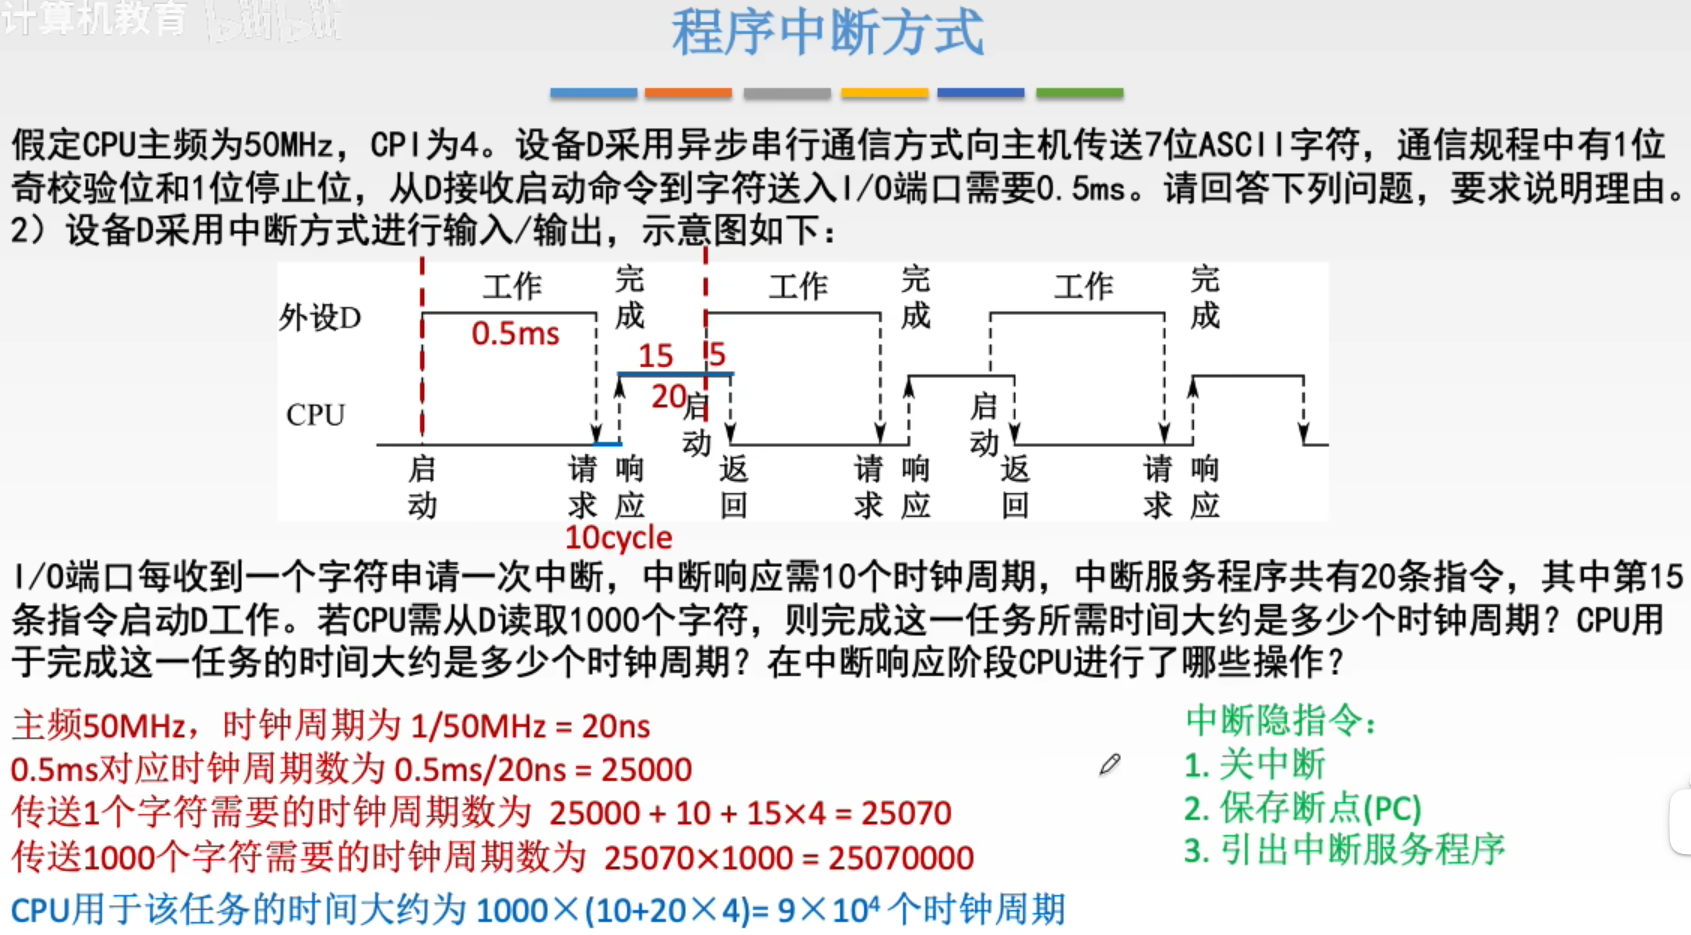 计算机教育 bilibili
程序中断方式
假定CPU主频为50MHz，CPI为4。设备D采用异步串行通信方式向主机传送7位ASCII字符，通信规程中有1位
奇校验位和1位停止位，从D接收启动命令到字符送入I/O端口需要0.5ms。请回答下列问题，要求说明理由。
2）设备D采用中断方式进行输入/输出，示意图如下：
工作 完成 工作 完成 工作 完成
外设D
0.5ms
15 5
20
CPU
启动 启动
启动 请求 响应 返回 请求 响应 返回 请求 响应
10cycle
I/O端口每收到一个字符申请一次中断，中断响应需10个时钟周期，中断服务程序共有20条指令，其中第15
条指令启动D工作。若CPU需从D读取1000个字符，则完成这一任务所需时间大约是多少个时钟周期？CPU用
于完成这一任务的时间大约是多少个时钟周期？在中断响应阶段CPU进行了哪些操作？
主频50MHz，时钟周期为 1/50MHz = 20ns
0.5ms对应时钟周期数为 0.5ms/20ns = 25000
传送1个字符需要的时钟周期数为 25000 + 10 + 15×4 = 25070
传送1000个字符需要的时钟周期数为 25070×1000 = 25070000
CPU用于该任务的时间大约为 1000×(10+20×4)= 9×10⁴ 个时钟周期
中断隐指令：
1. 关中断
2. 保存断点(PC)
3. 引出中断服务程序